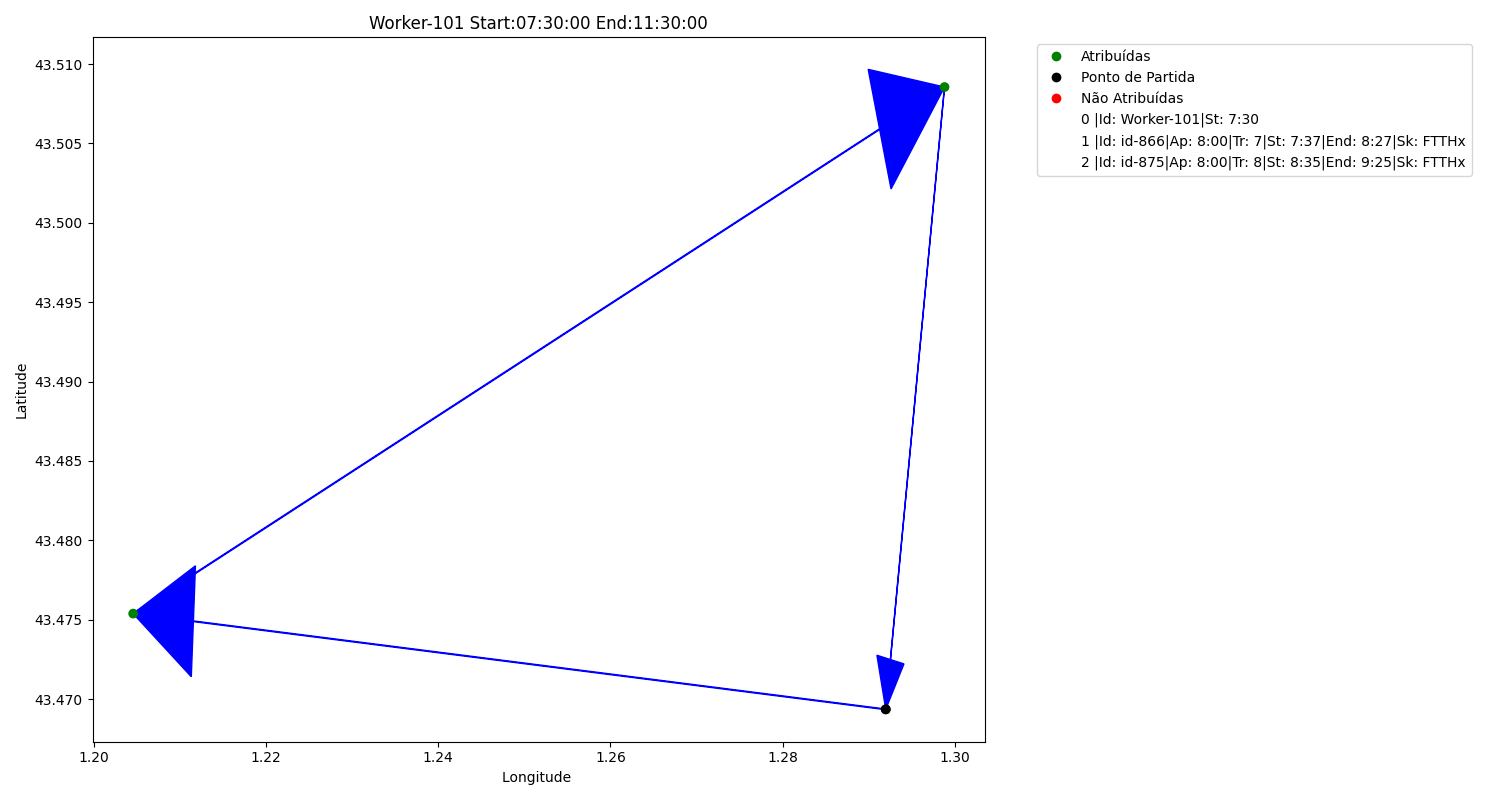 Worker-101 Start:07:30:00 End:11:30:00
43.510
43.505
43.500
43.495
43.490
43.485
43.480
43.475
43.470
Latitude
1.20 1.22 1.24 1.26 1.28 1.30
Longitude
Atribuídas
Ponto de Partida
Não Atribuídas
0 |Id: Worker-101|St: 7:30
1 |Id: id-866|Ap: 8:00|Tr: 7|St: 7:37|End: 8:27|Sk: FTTHx
2 |Id: id-875|Ap: 8:00|Tr: 8|St: 8:35|End: 9:25|Sk: FTTHx